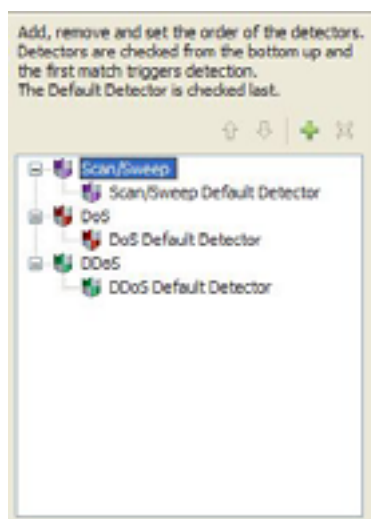 Add, remove and set the order of the detectors.
Detectors are checked from the bottom up and
the first match triggers detection.
The Default Detector is checked last.
Scan/Sweep
Scan/Sweep Default Detector
DoS
DoS Default Detector
DDoS
DDoS Default Detector